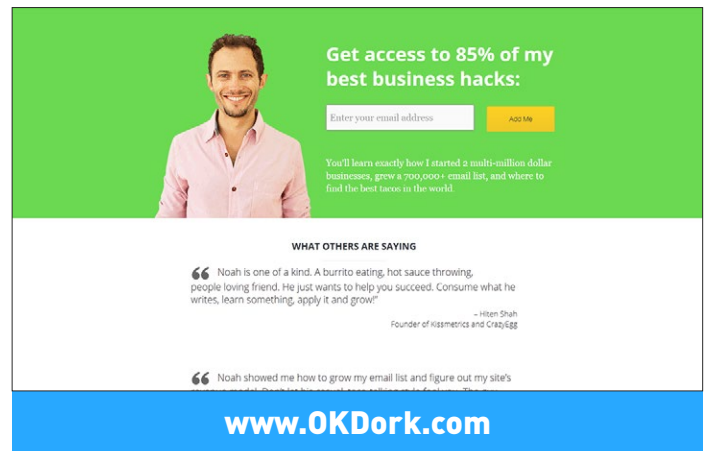 Get access to 85% of my
best business hacks:
Enter your email address
Add Me
You'll learn exactly how I started 2 multi-million dollar
businesses, grew a 700,000+ email list, and where to
find the best tacos in the world.
WHAT OTHERS ARE SAYING
“ Noah is one of a kind. A burrito eating, hot sauce throwing,
people loving friend. He just wants to help you succeed. Consume what he
writes, learn something, apply it and grow!”
– Hiten Shah
Founder of Kissmetrics and CrazyEgg
“ Noah showed me how to grow my email list and figure out my site's
www.OKDork.com